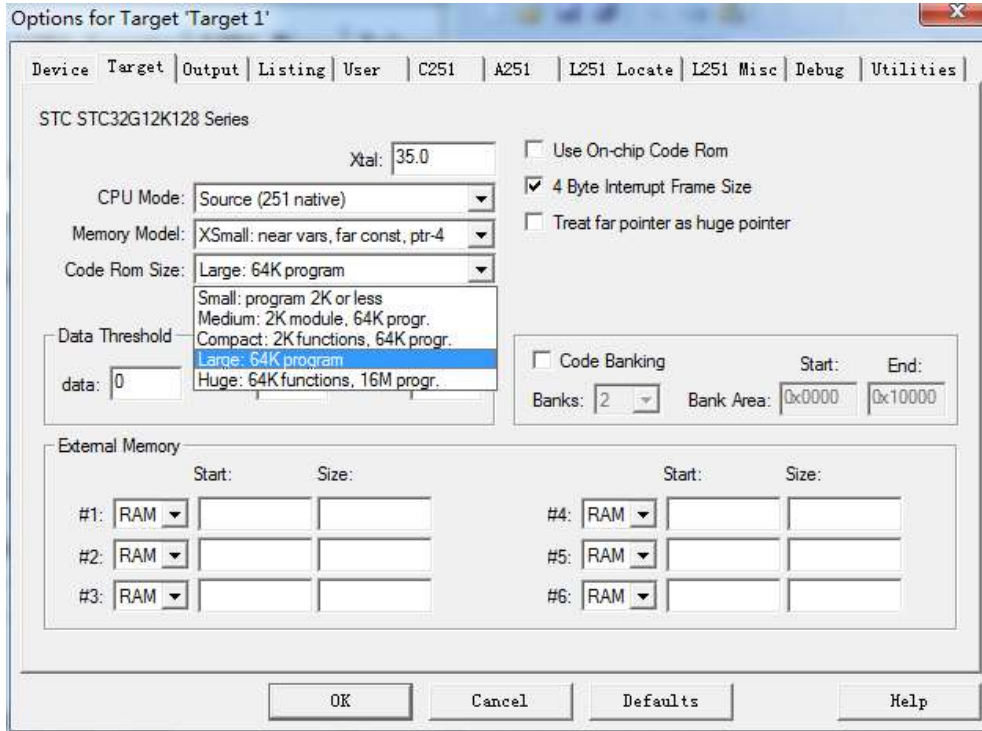 Options for Target 'Target 1'
Device Target Output Listing User C251 A251 L251 Locate L251 Misc Debug Utilities
STC STC32G12K128 Series
Xtal: 35.0
Use On-chip Code Rom
CPU Mode: Source (251 native)
4 Byte Interrupt Frame Size
Memory Model: XSmall: near vars, far const, ptr-4
Treat far pointer as huge pointer
Code Rom Size: Large: 64K program
Small: program 2K or less
Medium: 2K module, 64K progr.
Compact: 2K functions, 64K progr.
Large: 64K program
Huge: 64K functions, 16M progr.
Data Threshold
data: 0
Code Banking Start: End:
Banks: 2 Bank Area: 0x0000 0x10000
External Memory
Start: Size: Start: Size:
#1: RAM #4: RAM
#2: RAM #5: RAM
#3: RAM #6: RAM
OK Cancel Defaults Help